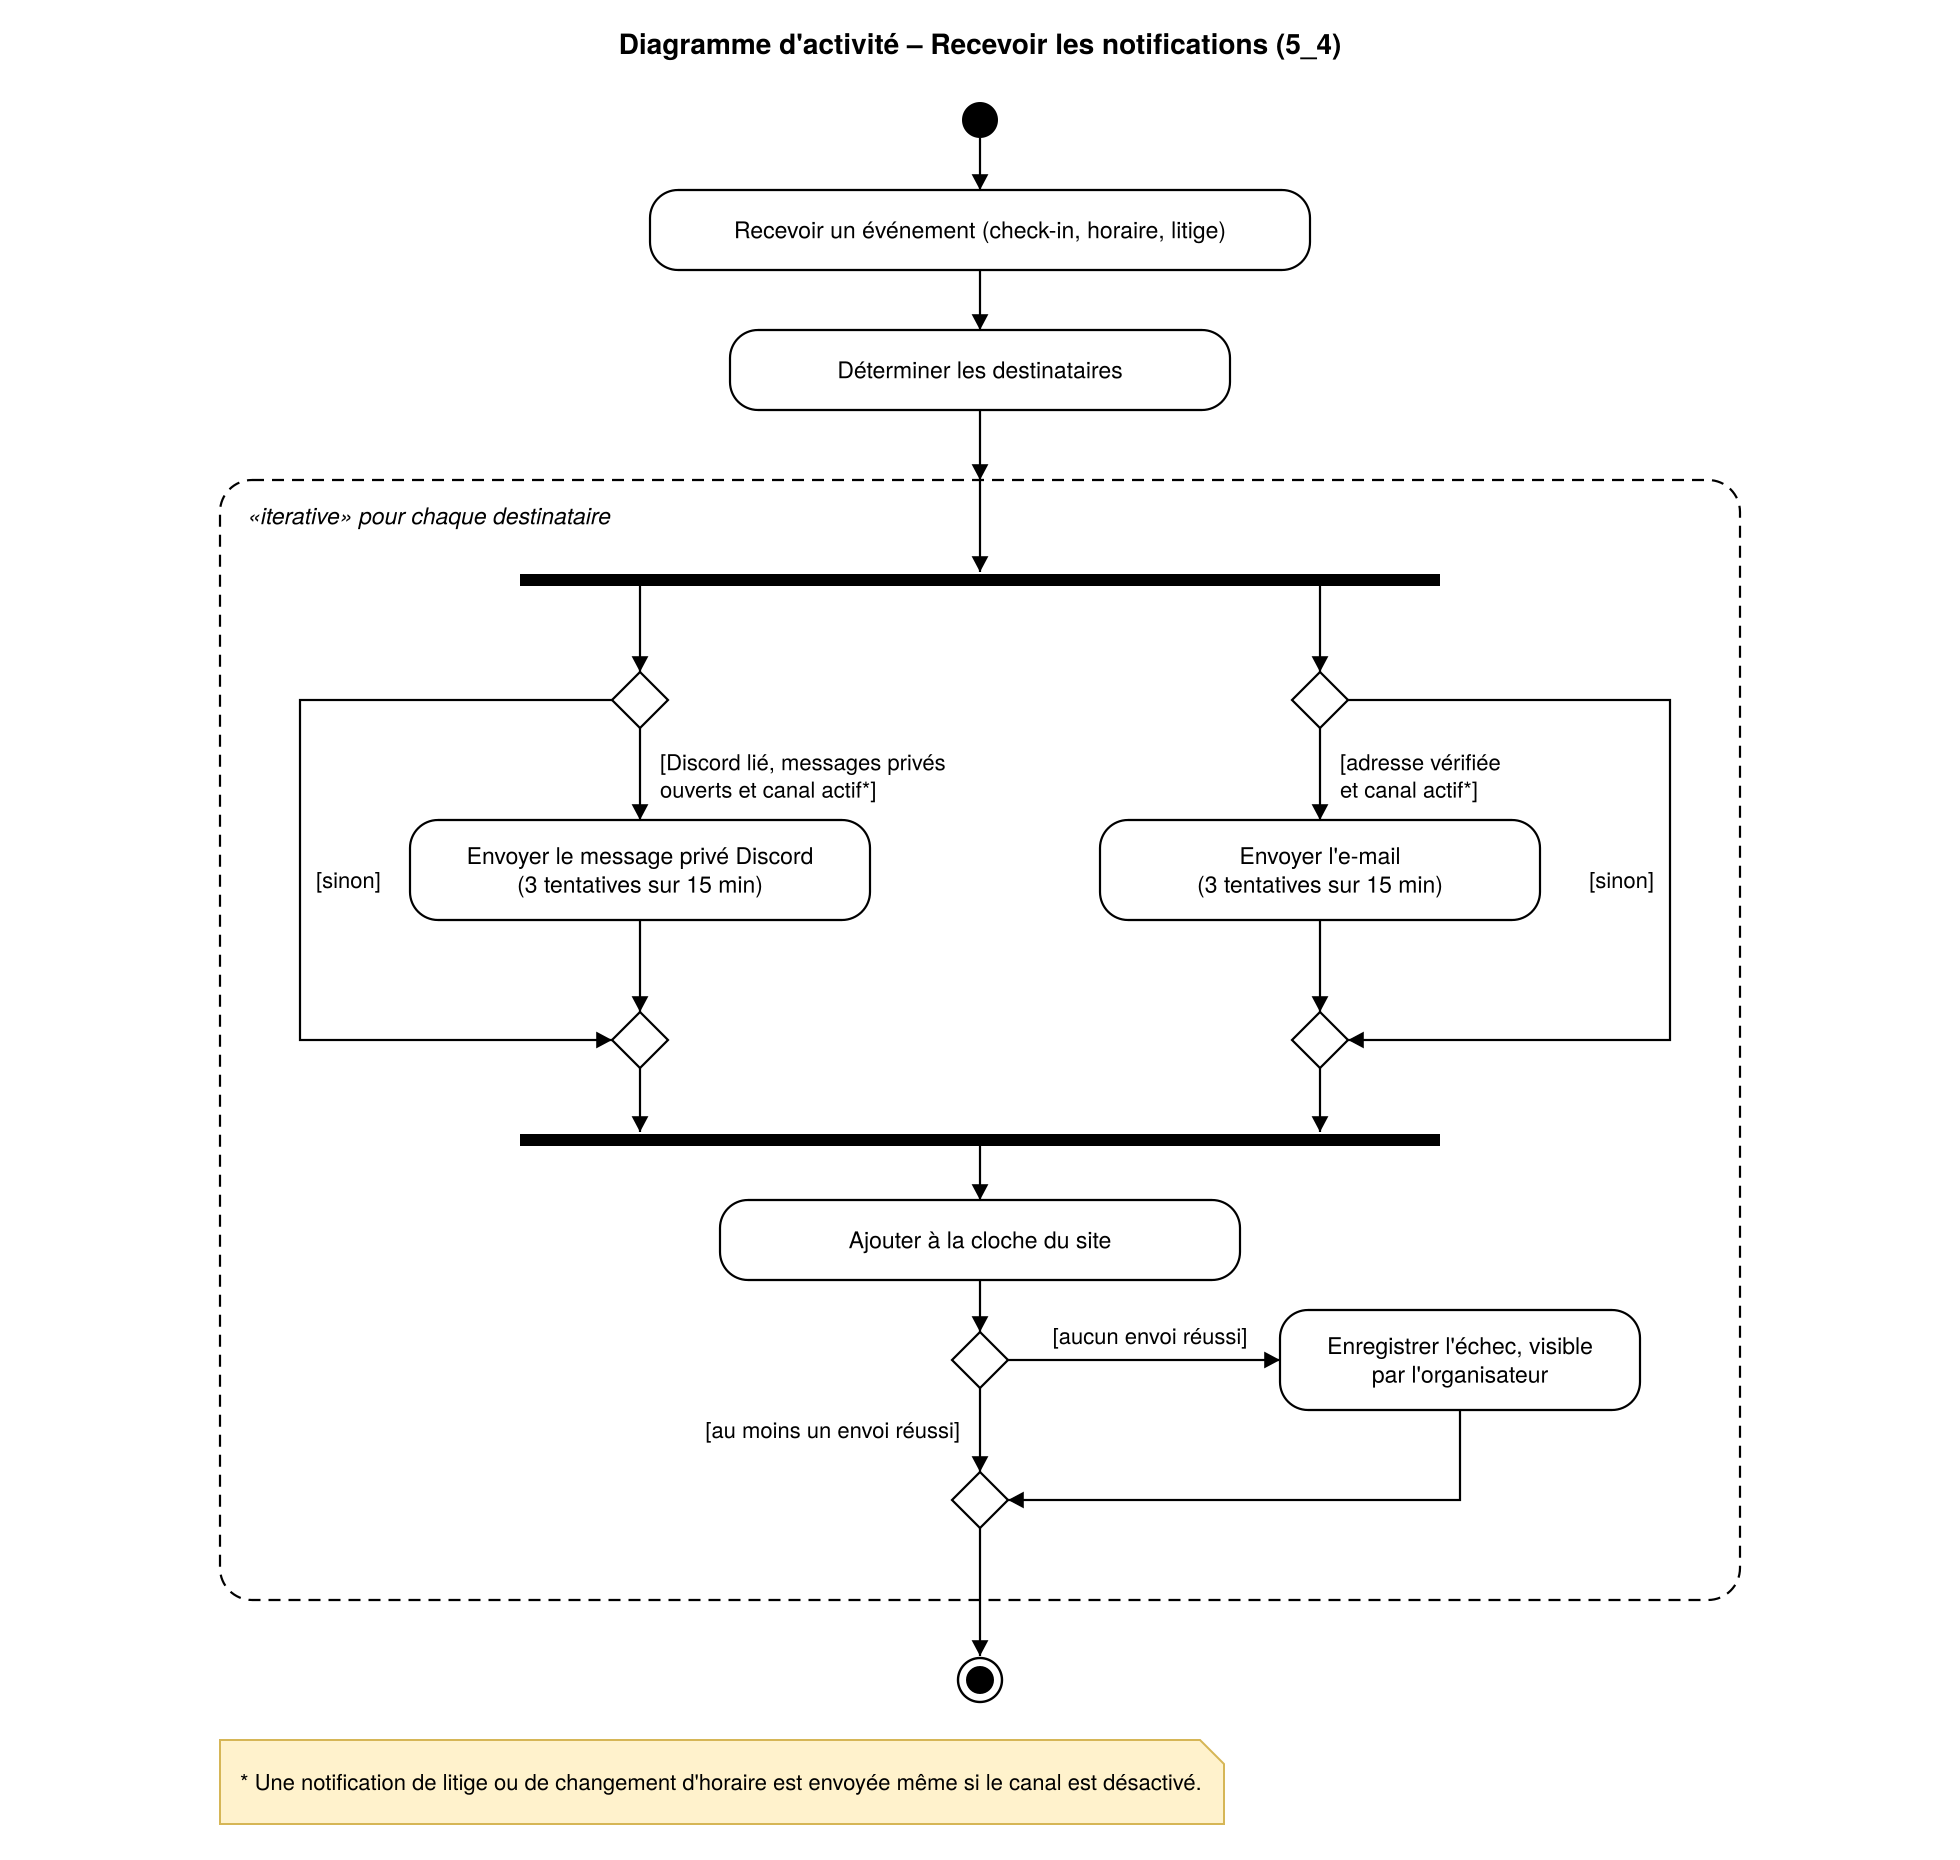 Diagramme d'activité – Recevoir les notifications (5_4)
Recevoir un événement (check-in, horaire, litige)
Déterminer les destinataires
«iterative» pour chaque destinataire
[Discord lié, messages privés
ouverts et canal actif*]
[adresse vérifiée
et canal actif*]
[sinon]
Envoyer le message privé Discord
(3 tentatives sur 15 min)
Envoyer l'e-mail
(3 tentatives sur 15 min)
[sinon]
Ajouter à la cloche du site
[aucun envoi réussi]
Enregistrer l'échec, visible
par l'organisateur
[au moins un envoi réussi]
* Une notification de litige ou de changement d'horaire est envoyée même si le canal est désactivé.